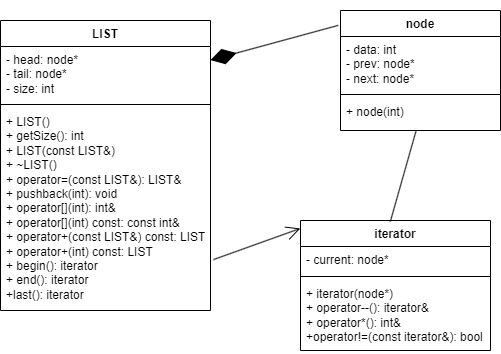 LIST
- head: node*
- tail: node*
- size: int
+ LIST()
+ getSize(): int
+ LIST(const LIST&)
+ ~LIST()
+ operator=(const LIST&): LIST&
+ pushback(int): void
+ operator[](int): int&
+ operator[](int) const: const int&
+ operator+(const LIST&) const: LIST
+ operator+(int) const: LIST
+ begin(): iterator
+ end(): iterator
+last(): iterator
node
- data: int
- prev: node*
- next: node*
+ node(int)
iterator
- current: node*
+ iterator(node*)
+ operator--(): iterator&
+ operator*(): int&
+operator!=(const iterator&): bool